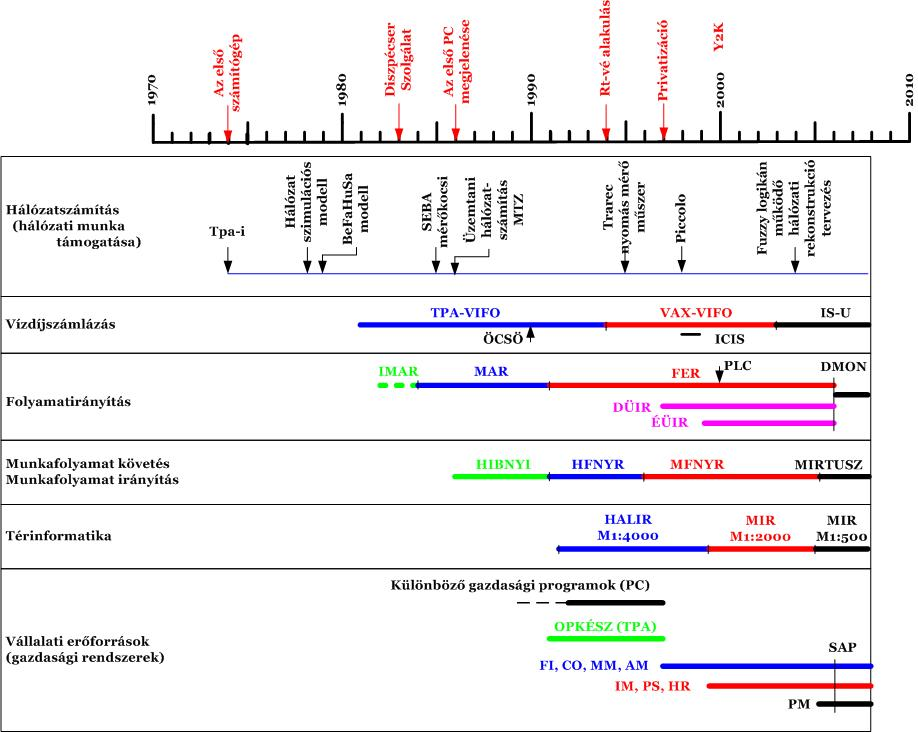 1970
Az első
számítógép
1980
Diszpécser
Szolgálat
Az első PC
megjelenése
1990
Rt-vé alakulás
Privatizáció
Y2K
2000
2010
Hálózatszámítás
(hálózati munka
támogatása)
Tpa-i
Hálózat
szimulációs
modell
BeFaHuSa
modell
SEBA
mérőkocsi
Üzemtani
hálózat-
számítás
MTZ
Trarec
nyomás mérő
műszer
Piccolo
Fuzzy logikán
működő
hálózati
rekonstrukció
tervezés
Vízdíjszámlázás
TPA-VIFO
VAX-VIFO
IS-U
ÖCSÖ
ICIS
Folyamatirányítás
IMAR
MAR
FER
PLC
DMON
DÜIR
ÉÜIR
Munkafolyamat követés
Munkafolyamat irányítás
HIBNYI
HFNYR
MFNYR
MIRTUSZ
Térinformatika
HALIR
M1:4000
MIR
M1:2000
MIR
M1:500
Vállalati erőforrások
(gazdasági rendszerek)
Különböző gazdasági programok (PC)
OPKÉSZ (TPA)
SAP
FI, CO, MM, AM
IM, PS, HR
PM